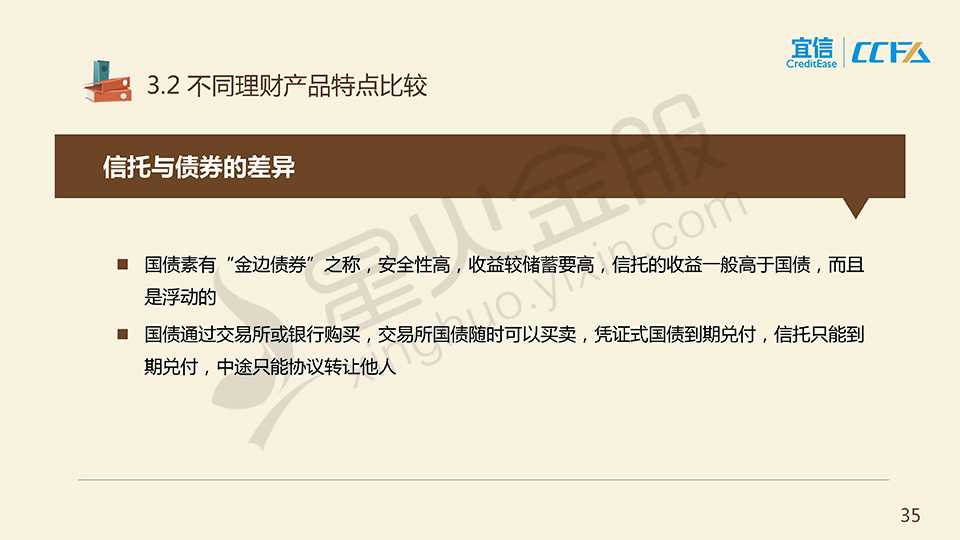 宜信
CreditEase
CCFA
3.2 不同理财产品特点比较
信托与债券的差异
国债素有“金边债券”之称，安全性高，收益较储蓄要高，信托的收益一般高于国债，而且
是浮动的
国债通过交易所或银行购买，交易所国债随时可以买卖，凭证式国债到期兑付，信托只能到
期兑付，中途只能协议转让他人
星火金服
xinghuo.yixin.com
35